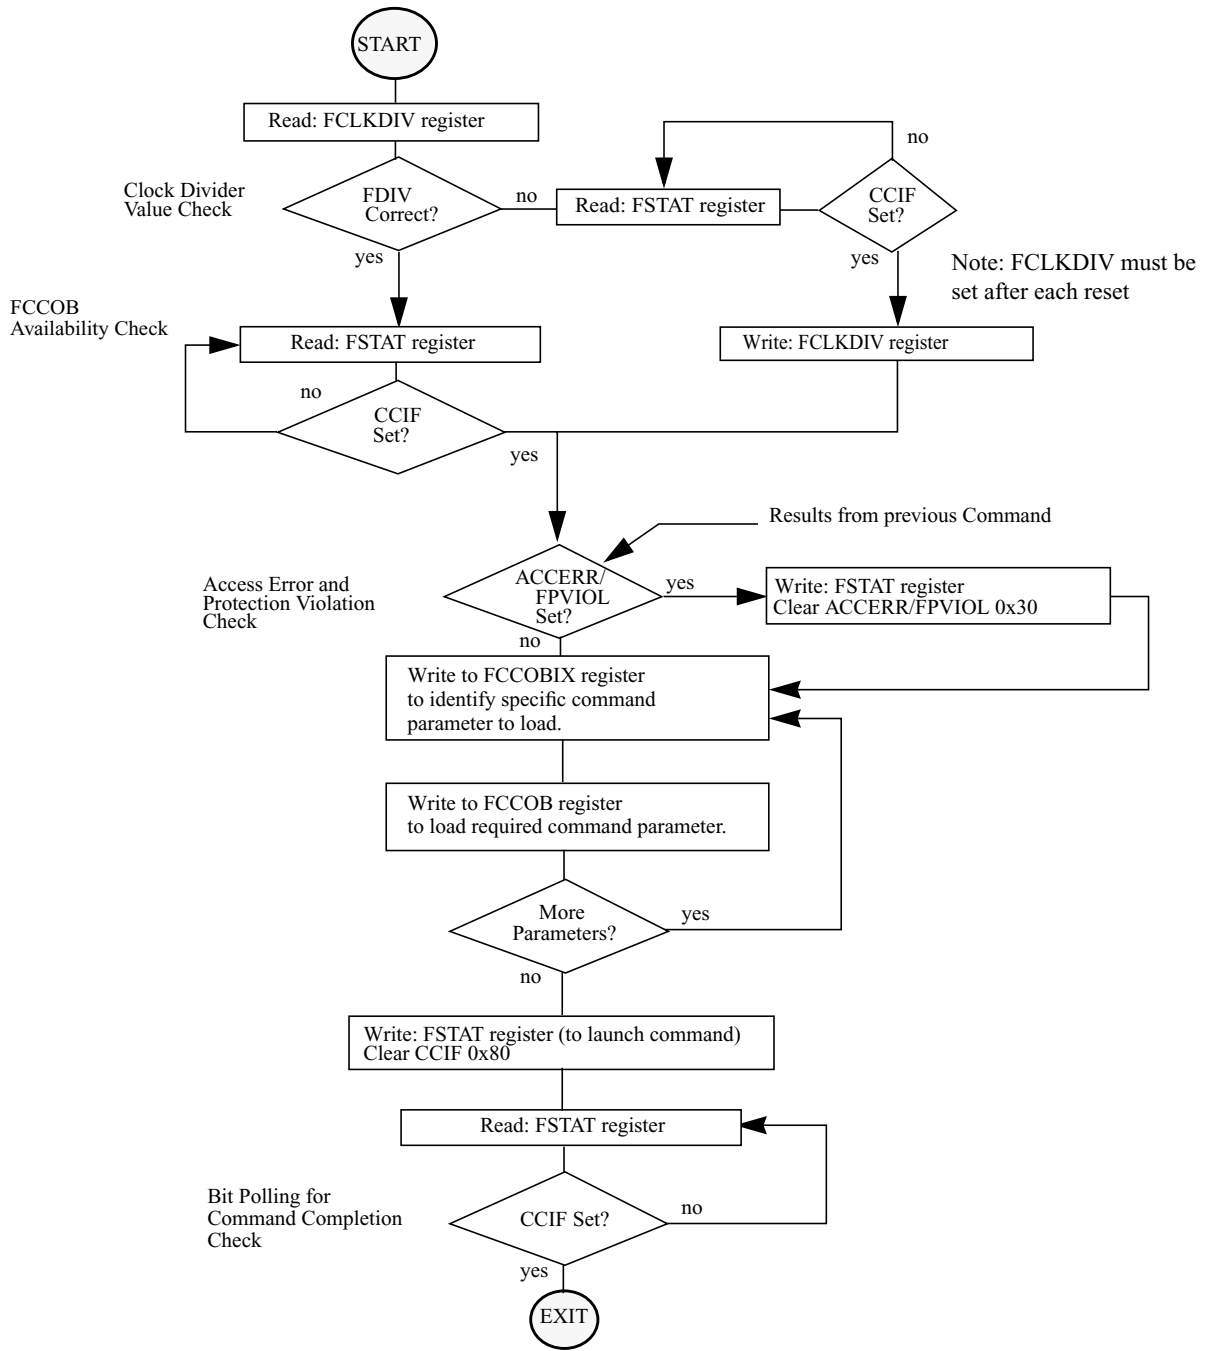 START
Read: FCLKDIV register
Clock Divider
Value Check
FDIV
Correct?
no
Read: FSTAT register
CCIF
Set?
no
yes
yes
Note: FCLKDIV must be
set after each reset
FCCOB
Availability Check
Read: FSTAT register
Write: FCLKDIV register
no
CCIF
Set?
yes
Results from previous Command
Access Error and
Protection Violation
Check
ACCERR/
FPVIOL
Set?
yes
Write: FSTAT register
Clear ACCERR/FPVIOL 0x30
no
Write to FCCOBIX register
to identify specific command
parameter to load.
Write to FCCOB register
to load required command parameter.
More
Parameters?
yes
no
Write: FSTAT register (to launch command)
Clear CCIF 0x80
Read: FSTAT register
Bit Polling for
Command Completion
Check
CCIF Set?
no
yes
EXIT